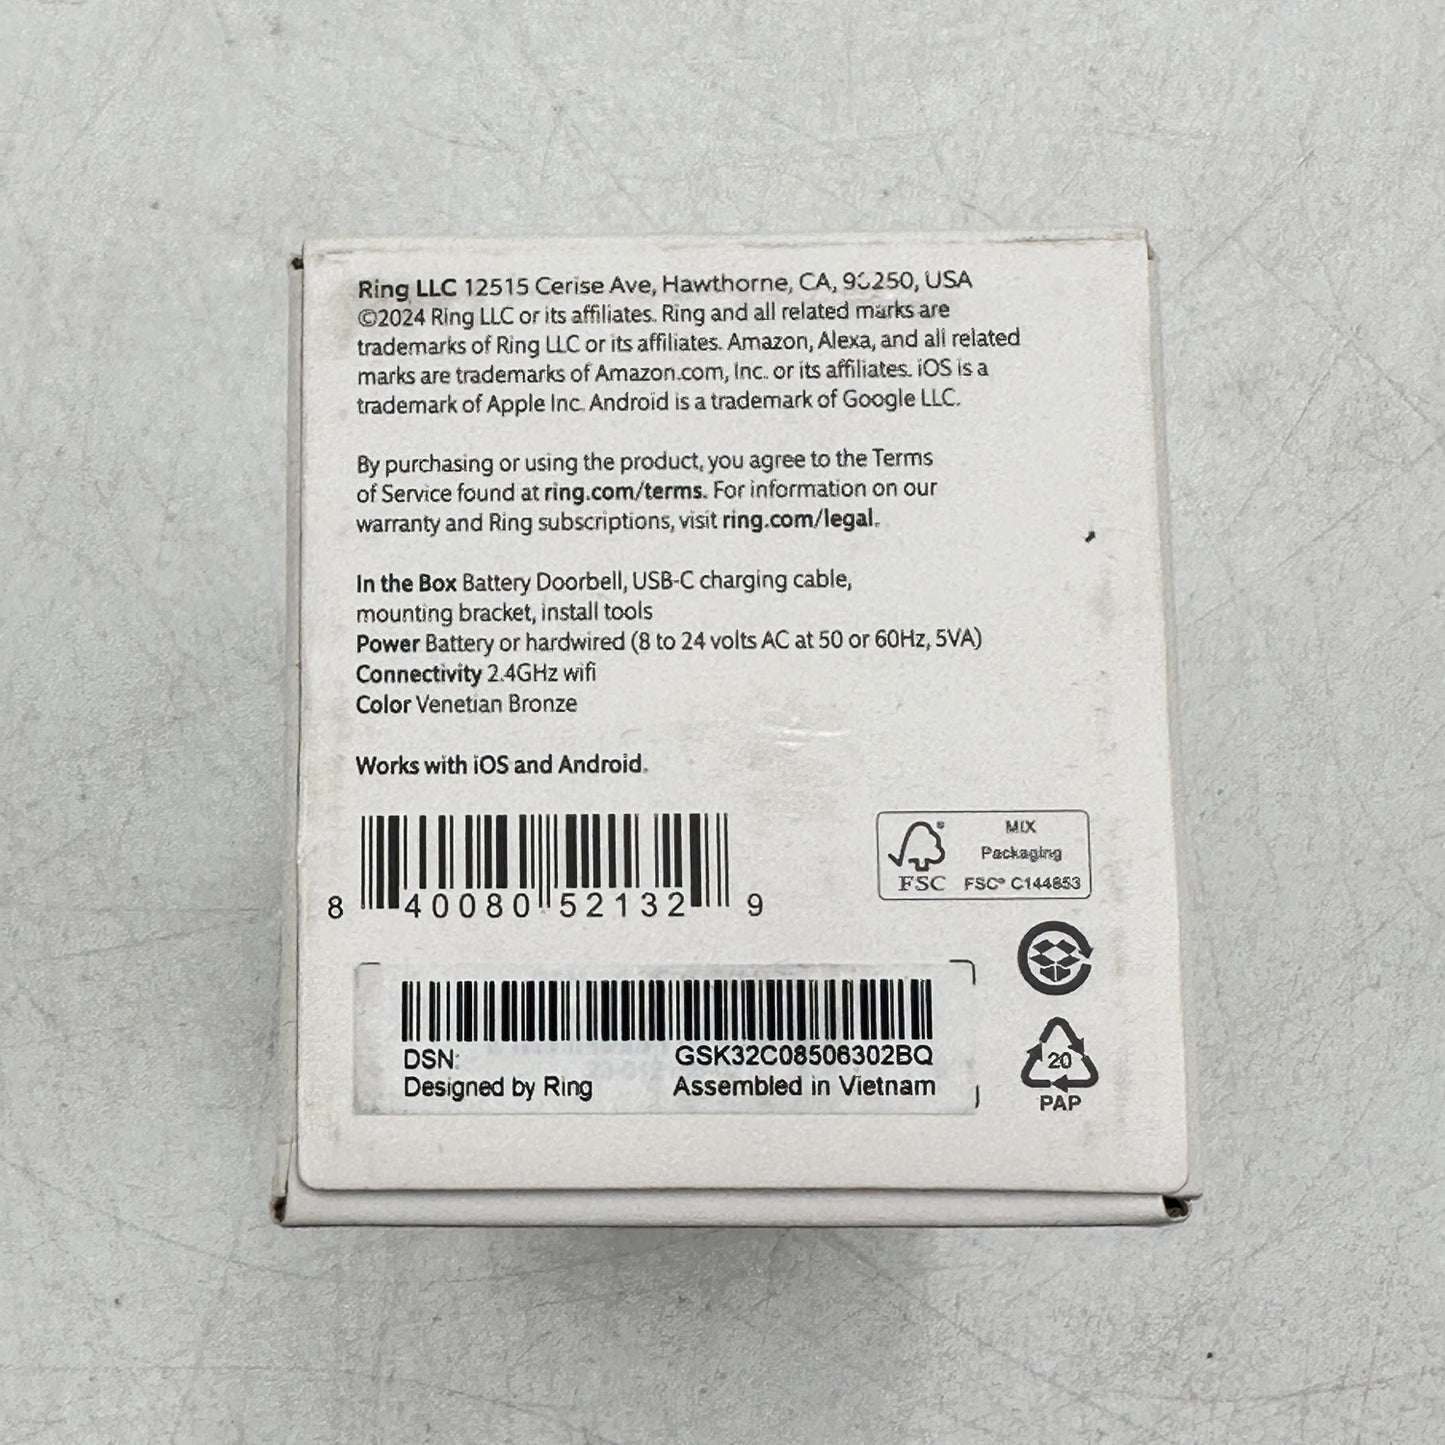 Ring LLC 12515 Cerise Ave, Hawthorne, CA, 90250, USA
©2024 Ring LLC or its affiliates. Ring and all related marks are
trademarks of Ring LLC or its affiliates. Amazon, Alexa, and all related
marks are trademarks of Amazon.com, Inc. or its affiliates. iOS is a
trademark of Apple Inc. Android is a trademark of Google LLC.
By purchasing or using the product, you agree to the Terms
of Service found at ring.com/terms. For information on our
warranty and Ring subscriptions, visit ring.com/legal.
In the Box Battery Doorbell, USB-C charging cable,
mounting bracket, install tools
Power Battery or hardwired (8 to 24 volts AC at 50 or 60Hz, 5VA)
Connectivity 2.4GHz wifi
Color Venetian Bronze
Works with iOS and Android.
8 40080 52132 9
MIX
Packaging
FSC
FSC® C144853
DSN: GSK32C08506302BQ
Designed by Ring Assembled in Vietnam
20
PAP